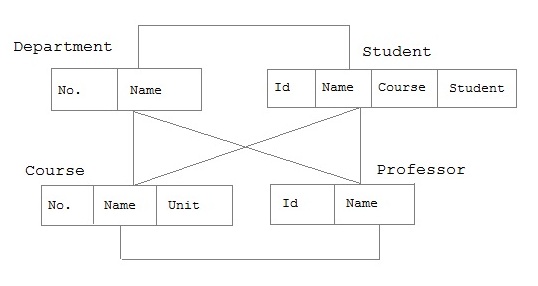 Department
Student
No. Name
Id Name Course Student
Course
Professor
No. Name Unit
Id Name